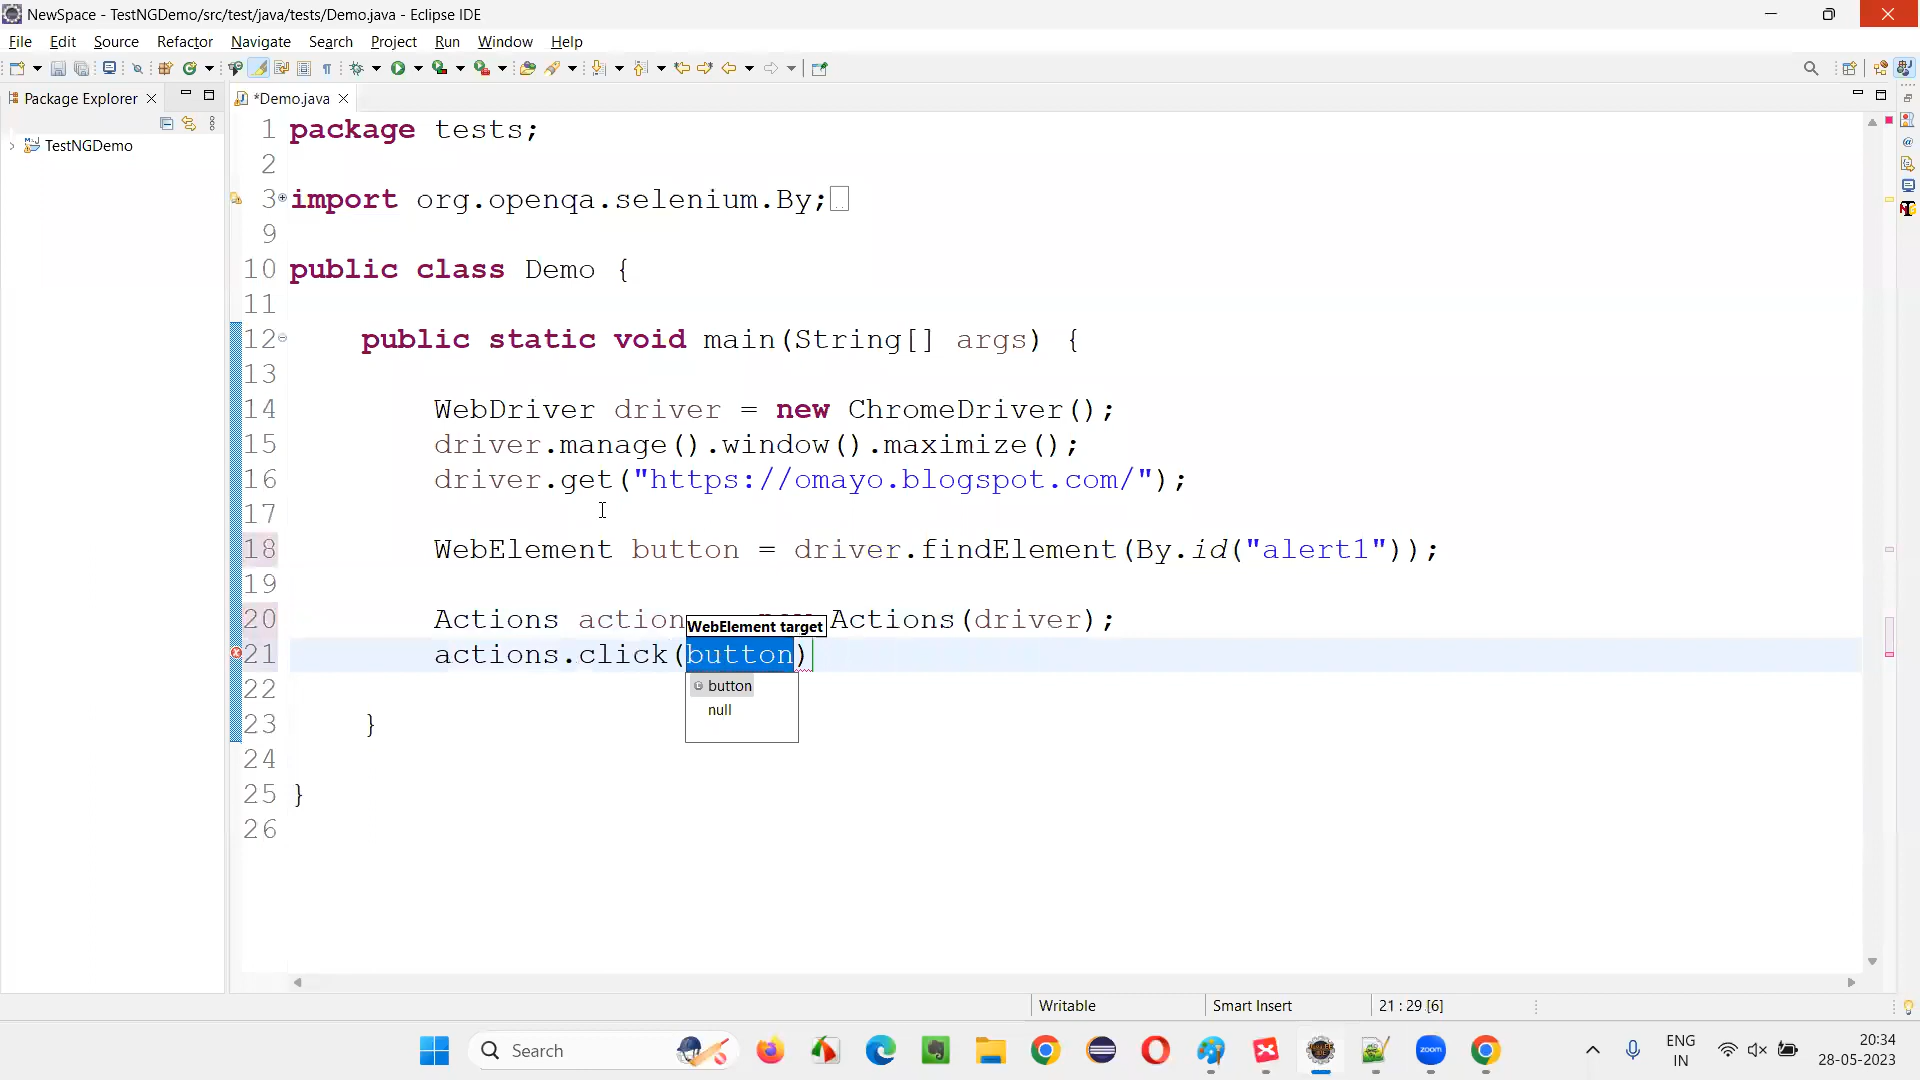 NewSpace - TestNGDemo/src/test/java/tests/Demo.java - Eclipse IDE
File Edit Source Refactor Navigate Search Project Run Window Help
Package Explorer
*Demo.java
TestNGDemo
1 package tests;
2
3 import org.openqa.selenium.By;
9
10 public class Demo {
11
12 public static void main(String[] args) {
13
14 WebDriver driver = new ChromeDriver();
15 driver.manage().window().maximize();
16 driver.get("https://omayo.blogspot.com/");
17
18 WebElement button = driver.findElement(By.id("alert1"));
19
20 Actions action Actions(driver);
WebElement target
21 actions.click(button)
button
null
22
23 }
24
25 }
26
Writable Smart Insert 21 : 29 [6]
Search
zoom
ENG
IN
20:34
28-05-2023